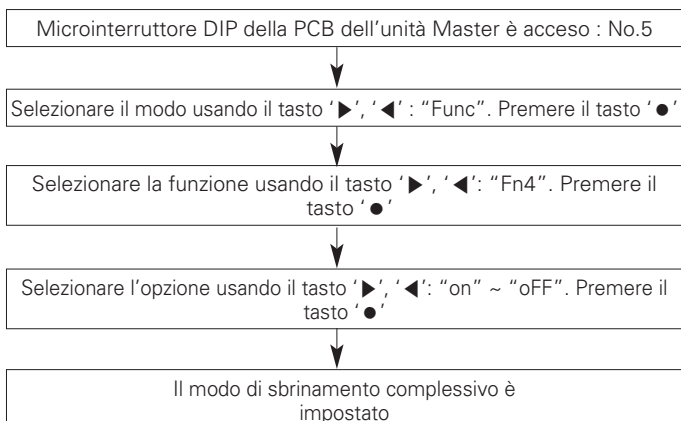 Microinterruttore DIP della PCB dell'unità Master è acceso : No.5
Selezionare il modo usando il tasto ‘▶’, ‘◀’ : “Func”. Premere il tasto ‘●’
Selezionare la funzione usando il tasto ‘▶’, ‘◀’: “Fn4”. Premere il
tasto ‘●’
Selezionare l'opzione usando il tasto ‘▶’, ‘◀’: “on” ~ “oFF”. Premere il
tasto ‘●’
Il modo di sbrinamento complessivo è
impostato